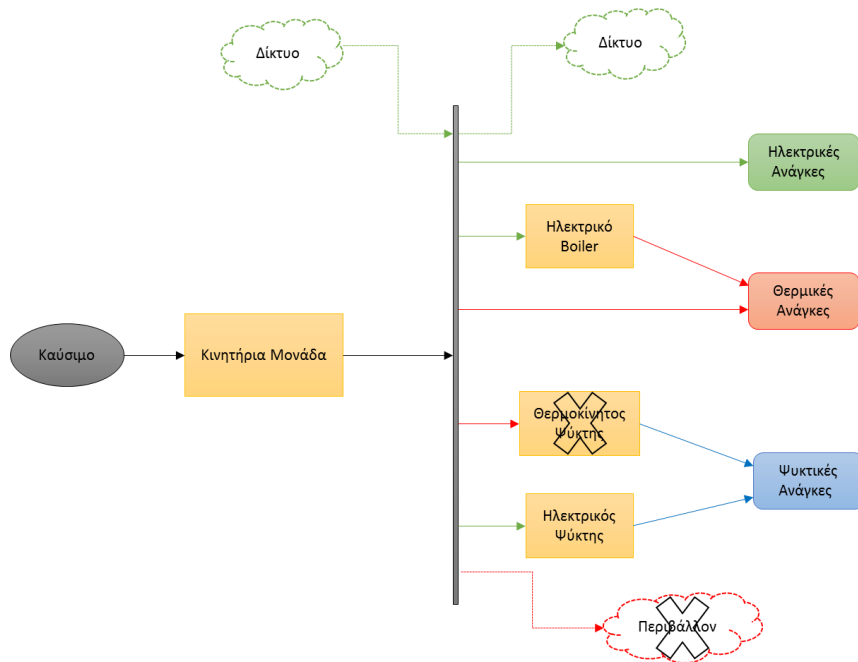 Δίκτυο
Δίκτυο
Ηλεκτρικές
Ανάγκες
Ηλεκτρικό
Boiler
Θερμικές
Ανάγκες
Καύσιμο
Κινητήρια Μονάδα
Θερμοκίνητος
Ψύκτης
Ψυκτικές
Ανάγκες
Ηλεκτρικός
Ψύκτης
Περιβάλλον